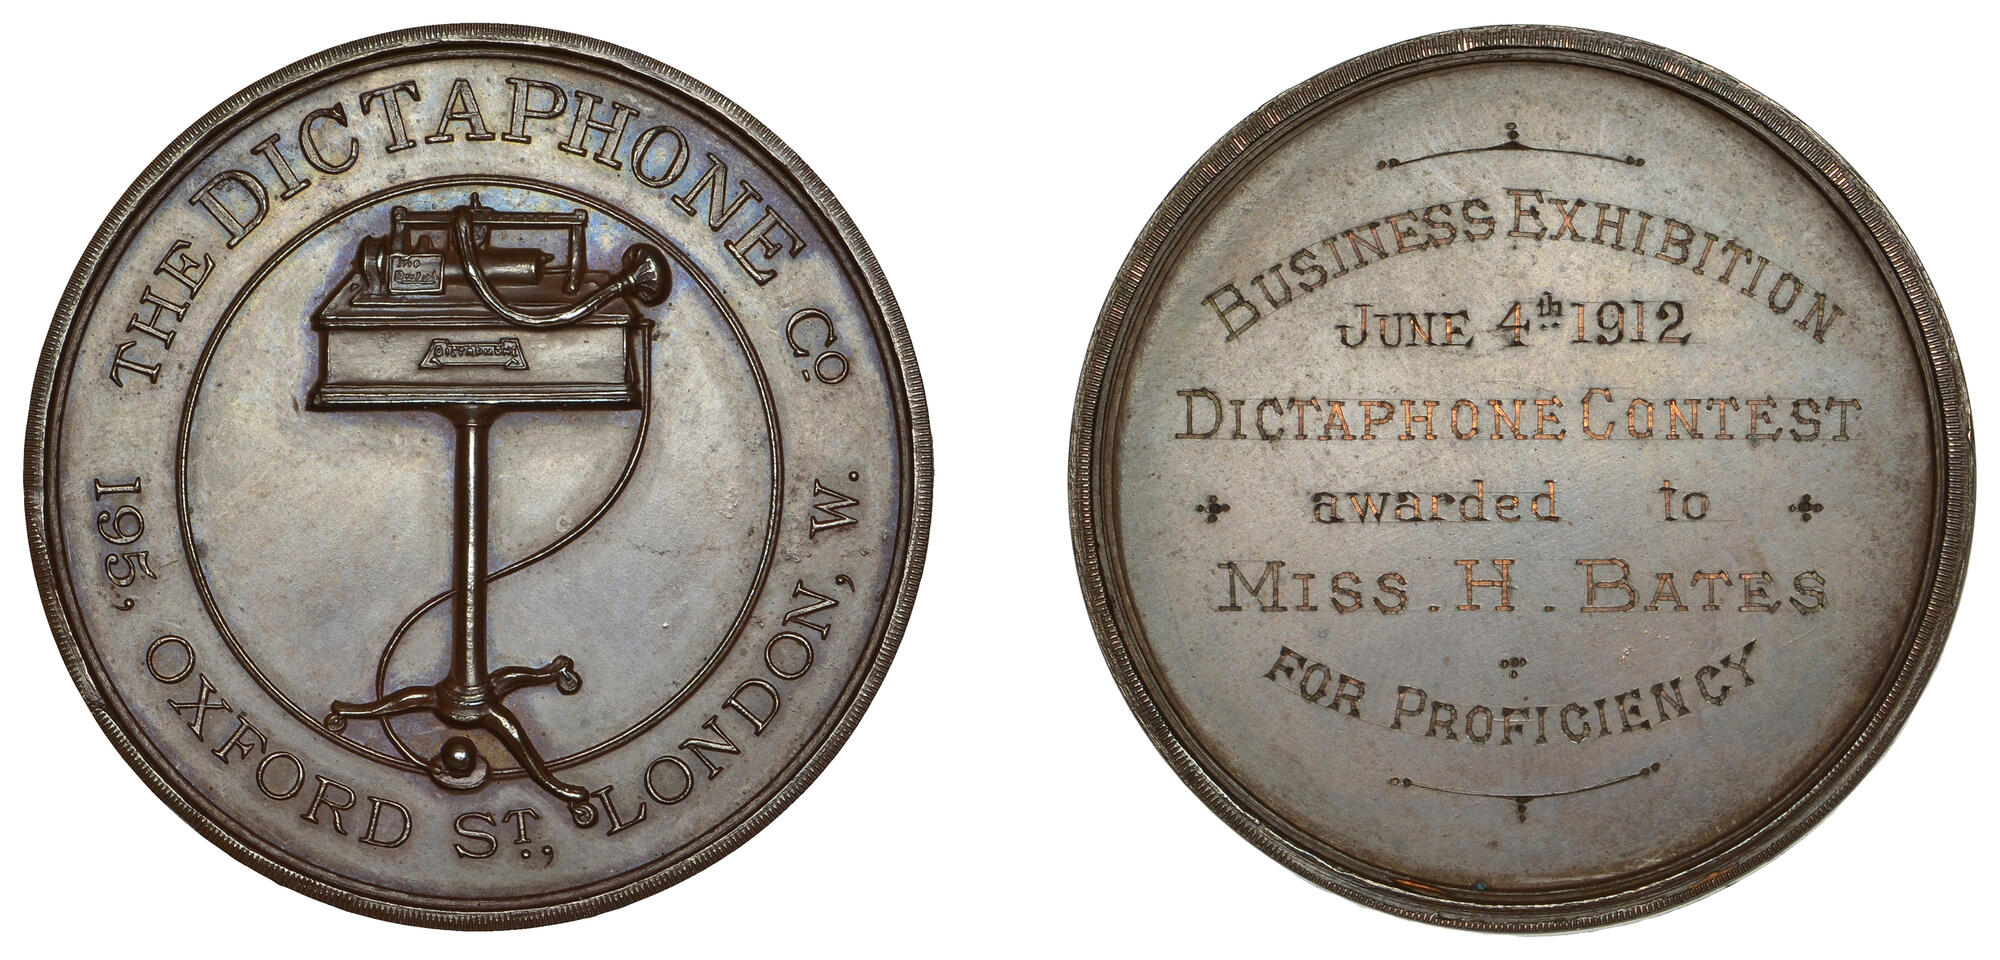 THE DICTAPHONE Co.
195, OXFORD ST., LONDON, W.
DICTAPHONE
BUSINESS EXHIBITION
JUNE 4th. 1912
DICTAPHONE CONTEST
awarded to
MISS. H. BATES
FOR PROFICIENCY